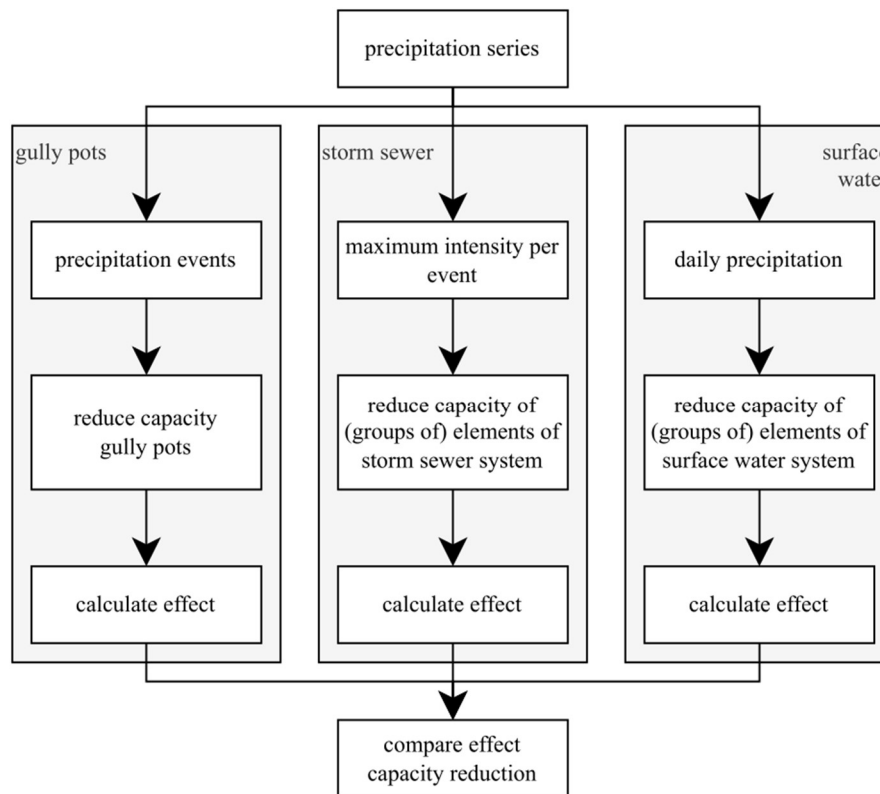 precipitation series
gully pots
precipitation events
reduce capacity
gully pots
calculate effect
storm sewer
maximum intensity per
event
reduce capacity of
(groups of) elements of
storm sewer system
calculate effect
surface
water
daily precipitation
reduce capacity of
(groups of) elements of
surface water system
calculate effect
compare effect
capacity reduction